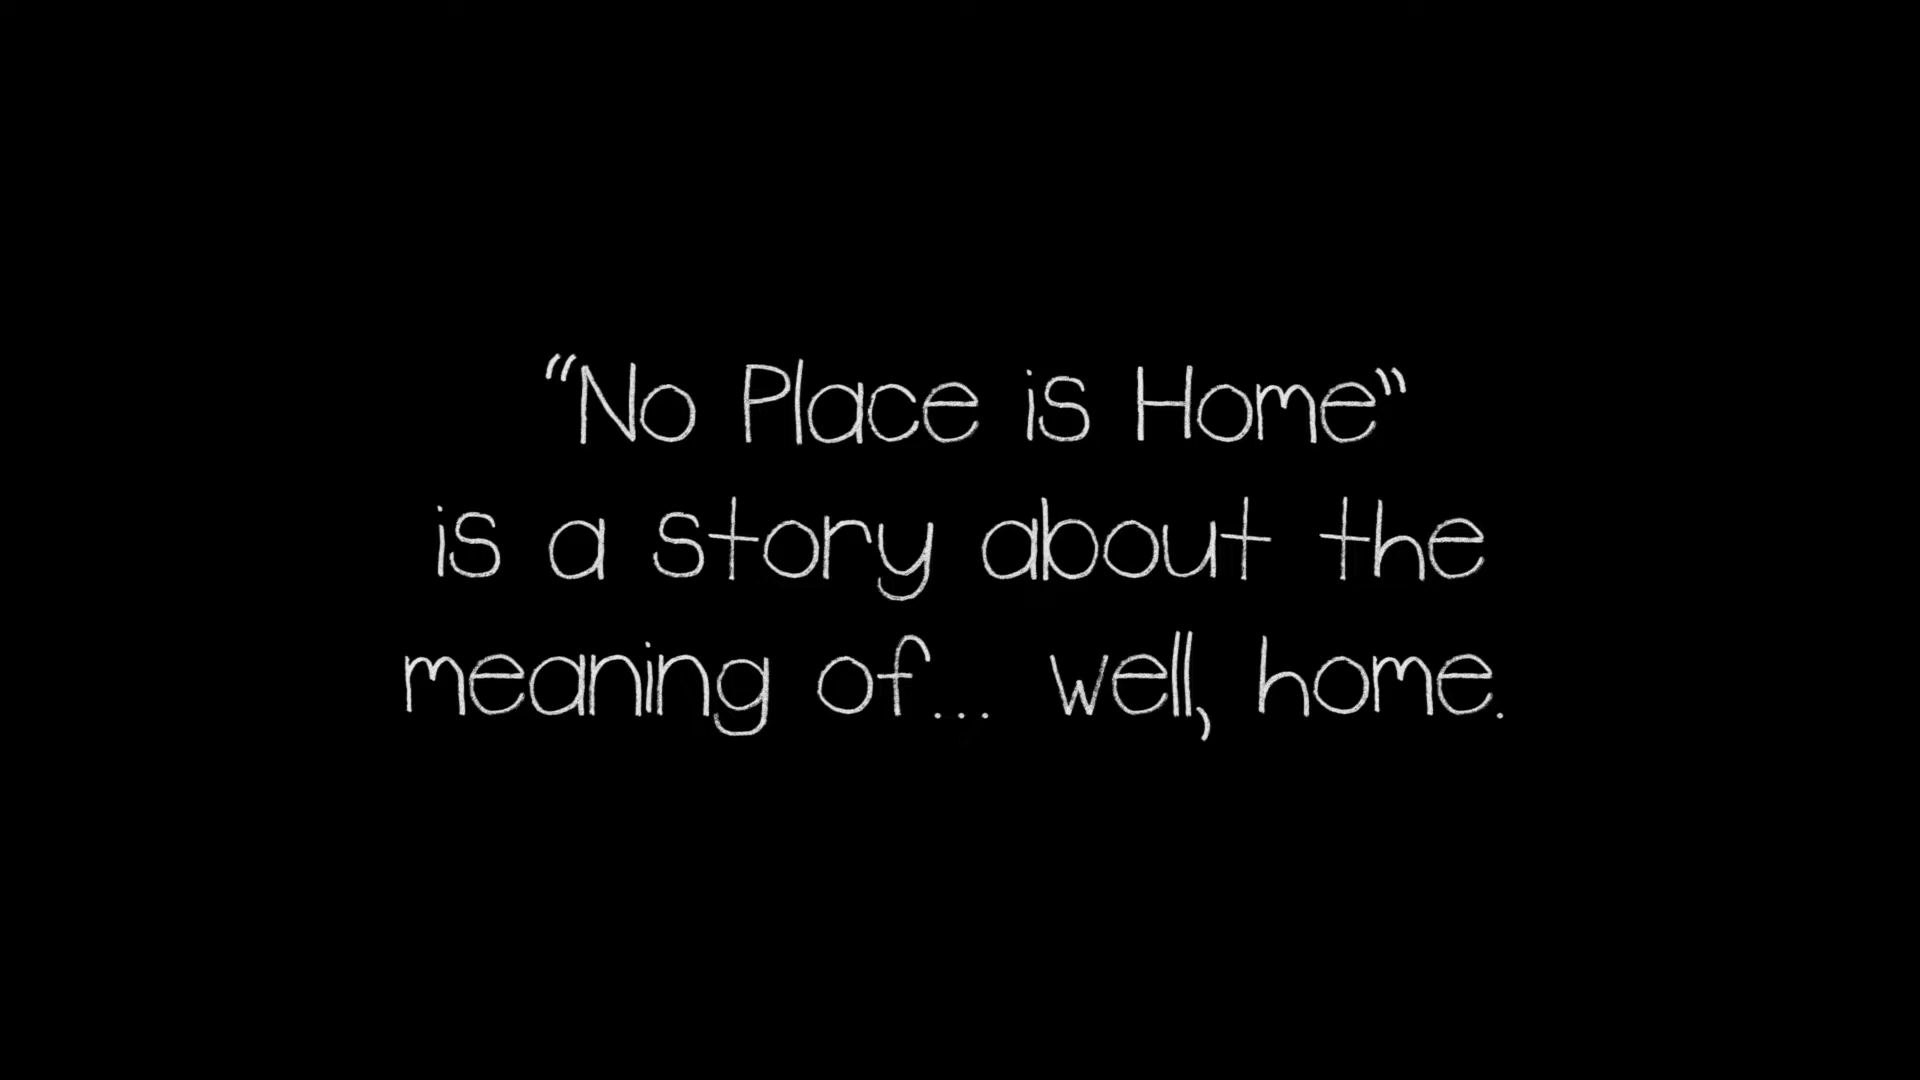 “No Place is Home”
is a story about the
meaning of... well, home.